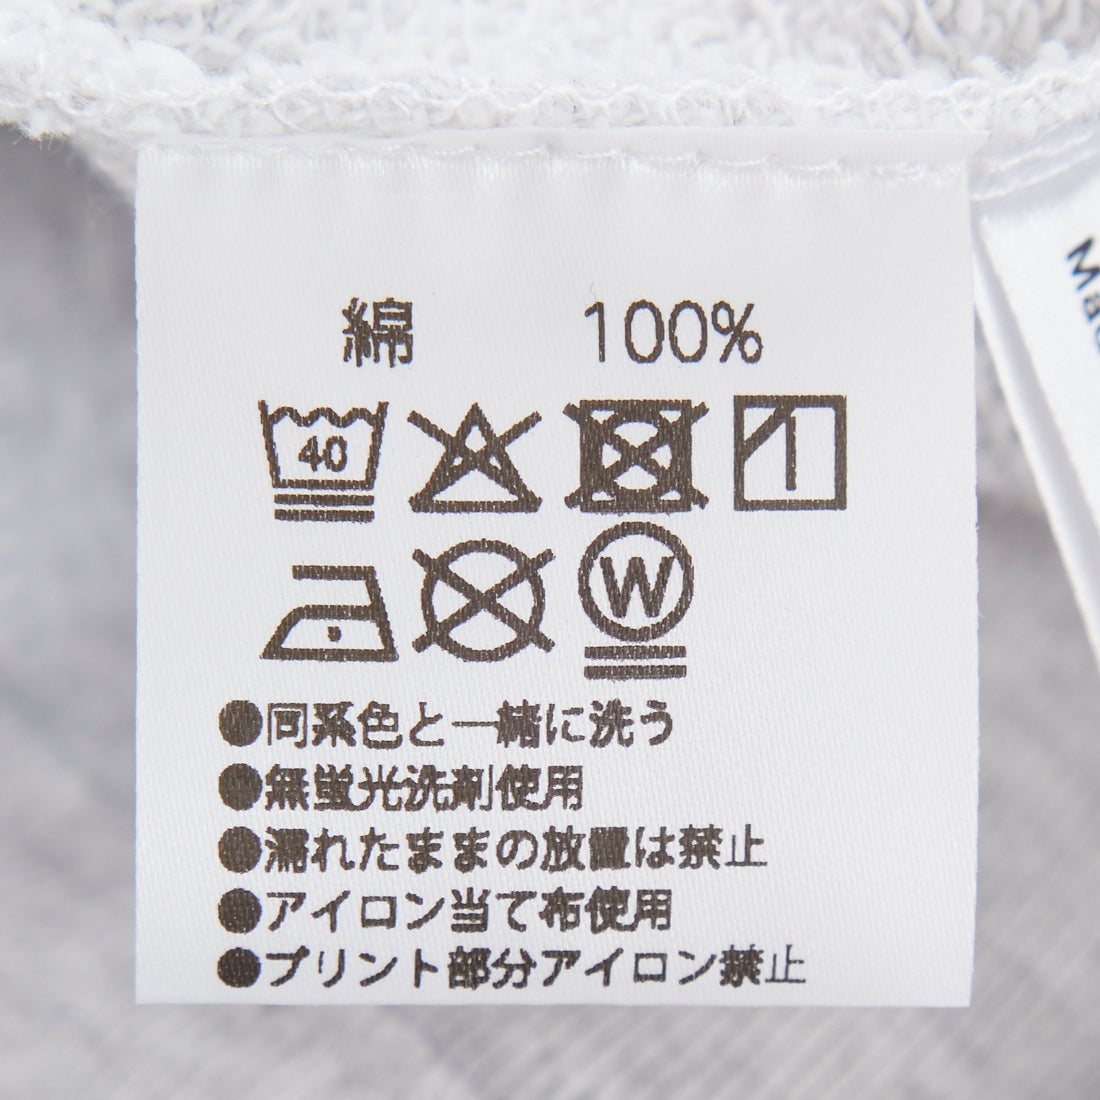 綿 100%
40
W
●同系色と一緒に洗う
●無蛍光洗剤使用
●濡れたままの放置は禁止
●アイロン当て布使用
●プリント部分アイロン禁止